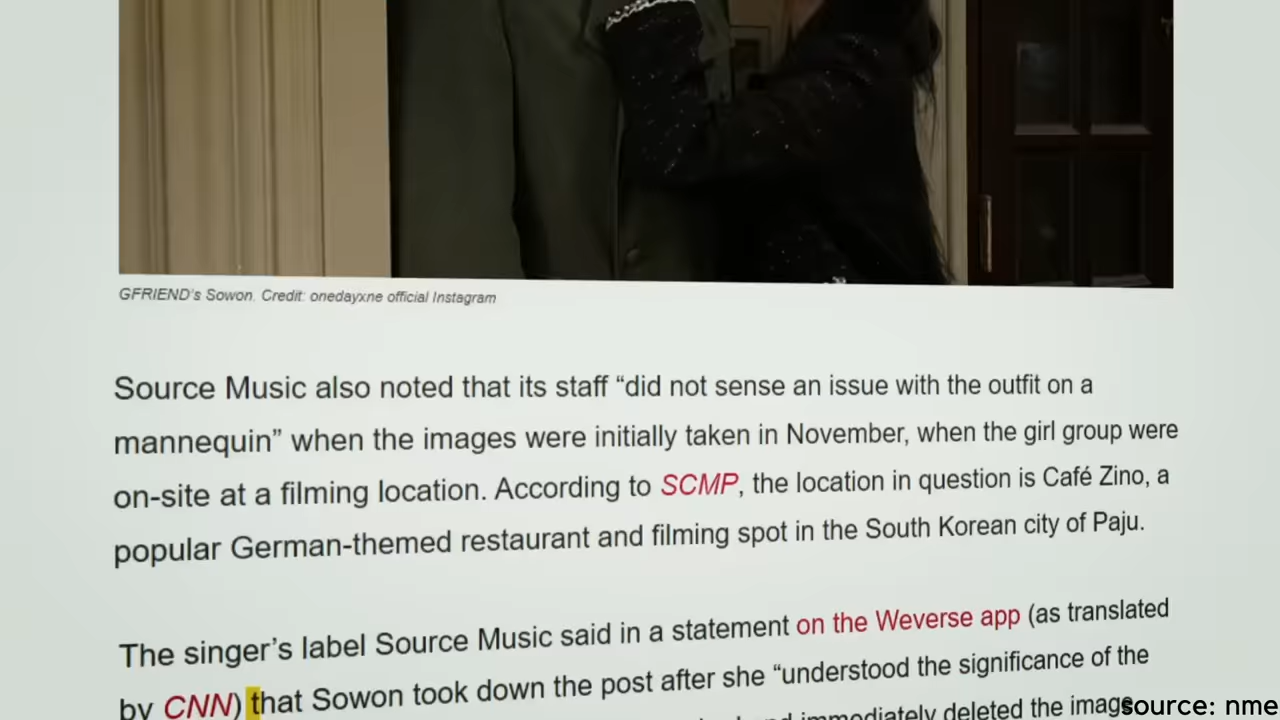 GFRIEND's Sowon. Credit: onedayxne official Instagram
Source Music also noted that its staff “did not sense an issue with the outfit on a
mannequin” when the images were initially taken in November, when the girl group were
on-site at a filming location. According to SCMP, the location in question is Café Zino, a
popular German-themed restaurant and filming spot in the South Korean city of Paju.
The singer’s label Source Music said in a statement on the Weverse app (as translated
by CNN) that Sowon took down the post after she “understood the significance of the
and immediately deleted the image
source: nme